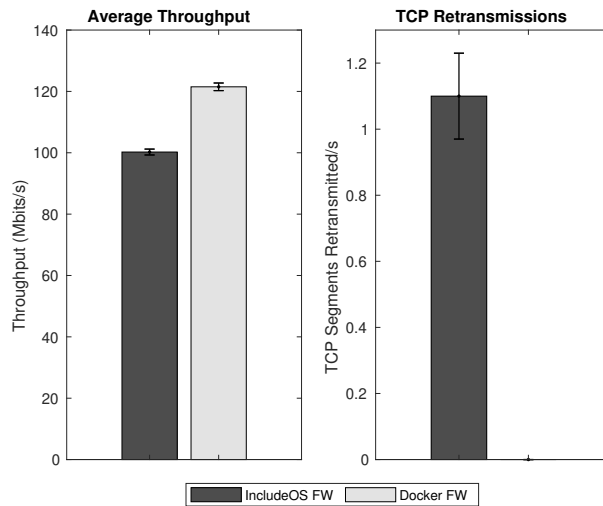 Average Throughput
140
120
100
80
60
40
20
0
Throughput (Mbits/s)
TCP Retransmissions
1.2
1
0.8
0.6
0.4
0.2
0
TCP Segments Retransmitted/s
IncludeOS FW
Docker FW